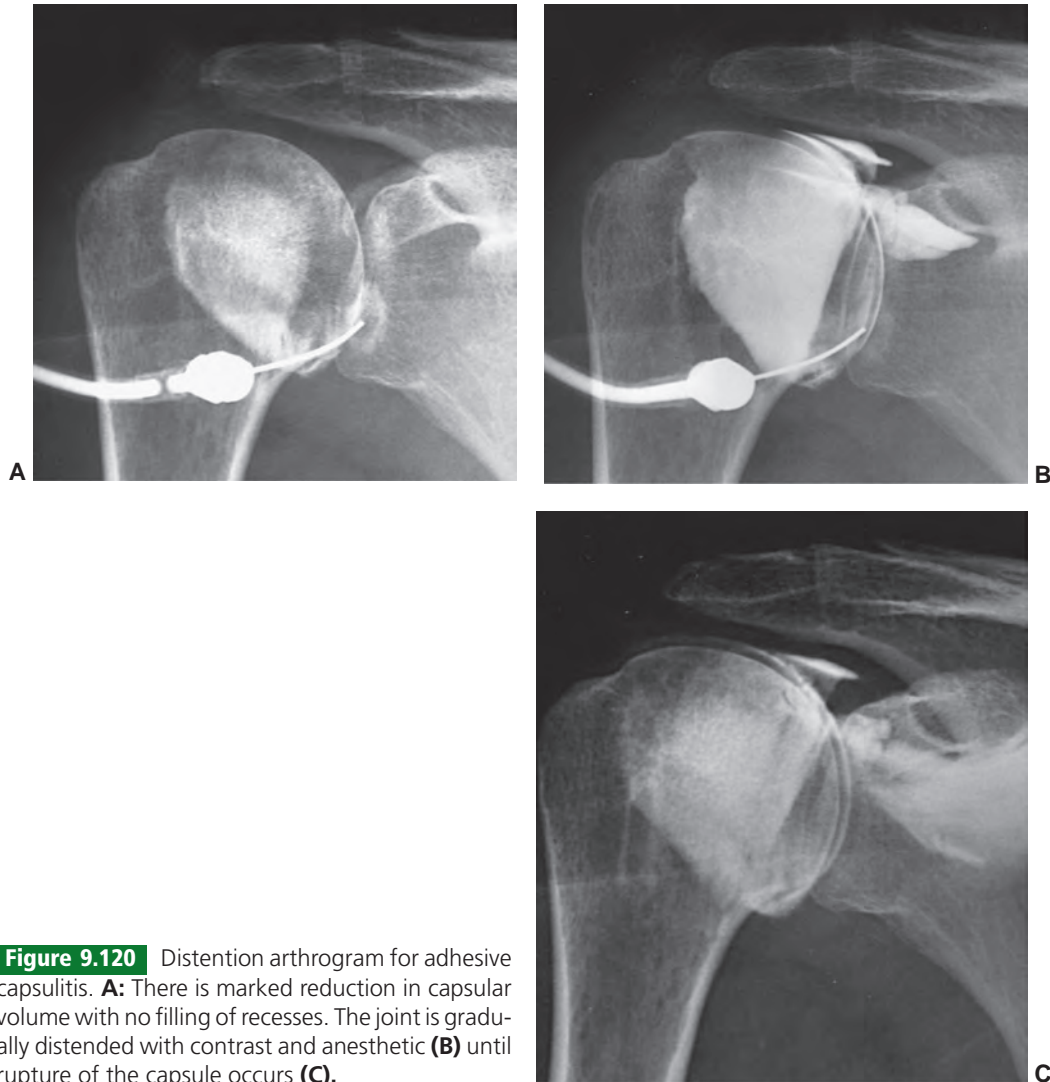 A
B
Figure 9.120 Distention arthrogram for adhesive
capsulitis. A: There is marked reduction in capsular
volume with no filling of recesses. The joint is gradu-
ally distended with contrast and anesthetic (B) until
rupture of the capsule occurs (C).
C